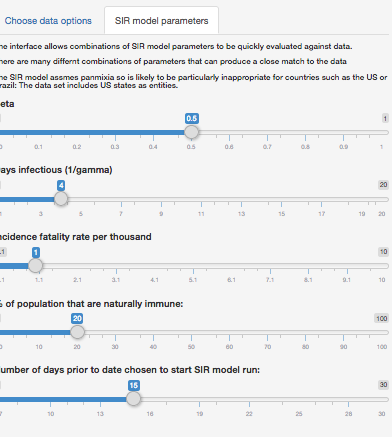 Choose data options SIR model parameters
he interface allows combinations of SIR model parameters to be quickly evaluated against data.
here are many differnt combinations of parameters that can produce a close match to the data
he SIR model assmes panmixia so is likely to be particularly inappropriate for countries such as the US or
razil: The data set includes US states as entities.
eta
0.5 1
0 0.1 0.2 0.3 0.4 0.5 0.6 0.7 0.8 0.9 1
ays infectious (1/gamma)
4 20
1 3 5 7 9 11 13 15 17 19 20
ncidence fatality rate per thousand
.1 1 10
.1 1.1 2.1 3.1 4.1 5.1 6.1 7.1 8.1 9.1 10
% of population that are naturally immune:
20 100
0 10 20 30 40 50 60 70 80 90 100
umber of days prior to date chosen to start SIR model run:
15 30
7 10 13 16 19 22 25 28 30